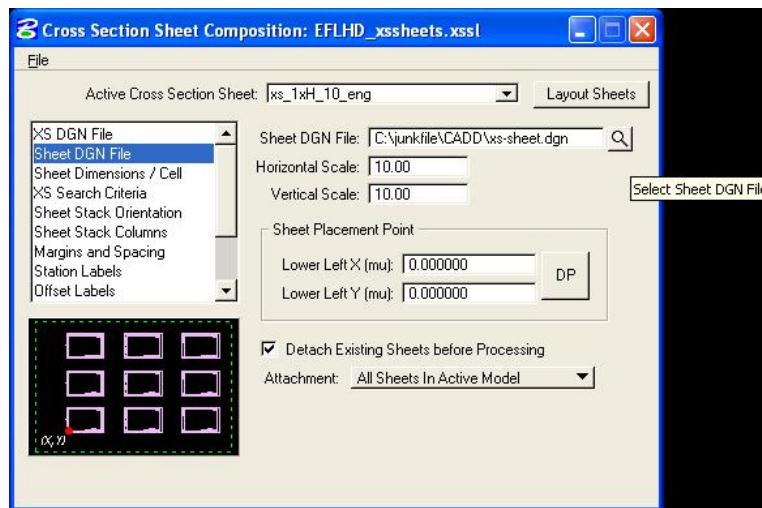 Cross Section Sheet Composition: EFLHD_xssheets.xssl
File
Active Cross Section Sheet: xs_1xH_10_eng
Layout Sheets
XS DGN File
Sheet DGN File
Sheet Dimensions / Cell
XS Search Criteria
Sheet Stack Orientation
Sheet Stack Columns
Margins and Spacing
Station Labels
Offset Labels
Sheet DGN File: C:\junkfile\CADD\xs-sheet.dgn
Horizontal Scale: 10.00
Vertical Scale: 10.00
Select Sheet DGN File
Sheet Placement Point
Lower Left X (mu): 0.000000
Lower Left Y (mu): 0.000000
DP
Detach Existing Sheets before Processing
Attachment: All Sheets In Active Model
(X,Y)